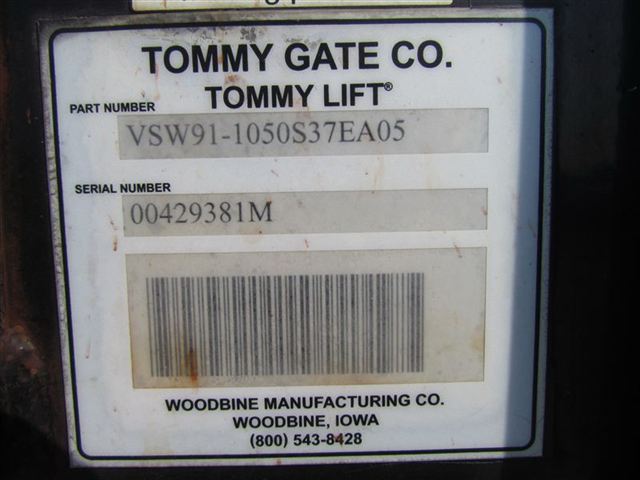 TOMMY GATE CO.
TOMMY LIFT®
PART NUMBER
VSW91-1050S37EA05
SERIAL NUMBER
00429381M
WOODBINE MANUFACTURING CO.
WOODBINE, IOWA
(800) 543-8428